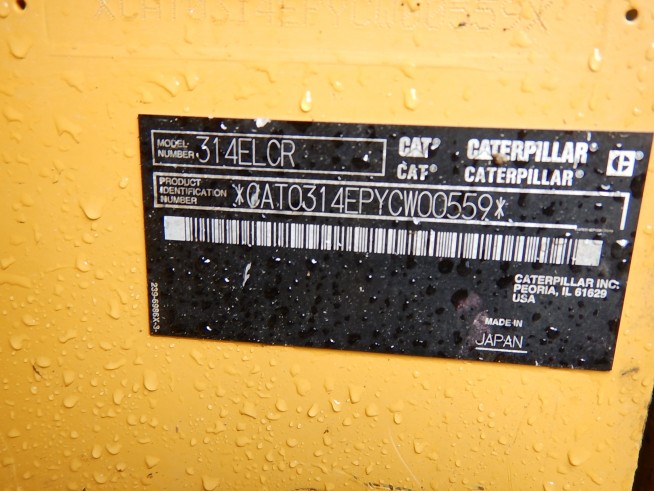 XCAT0314EPYCW00559X
MODEL NUMBER 314ELCR
CAT® CATERPILLAR®
CAT® CATERPILLAR®
PRODUCT IDENTIFICATION NUMBER *CAT0314EPYCW00559*
CATERPILLAR INC.
PEORIA, IL 61629
USA
MADE IN
JAPAN